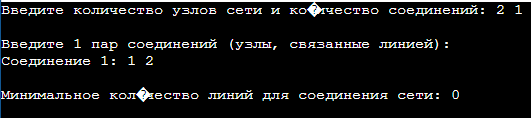 Введите количество узлов сети и ко�ичество соединений: 2 1
Введите 1 пар соединений (узлы, связанные линией):
Соединение 1: 1 2
Минимальное кол�чество линий для соединения сети: 0